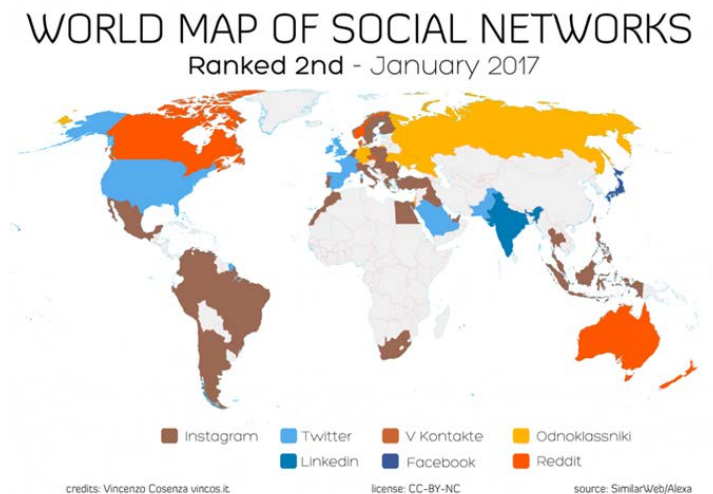 WORLD MAP OF SOCIAL NETWORKS
Ranked 2nd - January 2017
Instagram Twitter V Kontakte Odnoklassniki
Linkedin Facebook Reddit
credits: Vincenzo Cosenza vincos.it license: CC-BY-NC source: SimilarWeb/Alexa